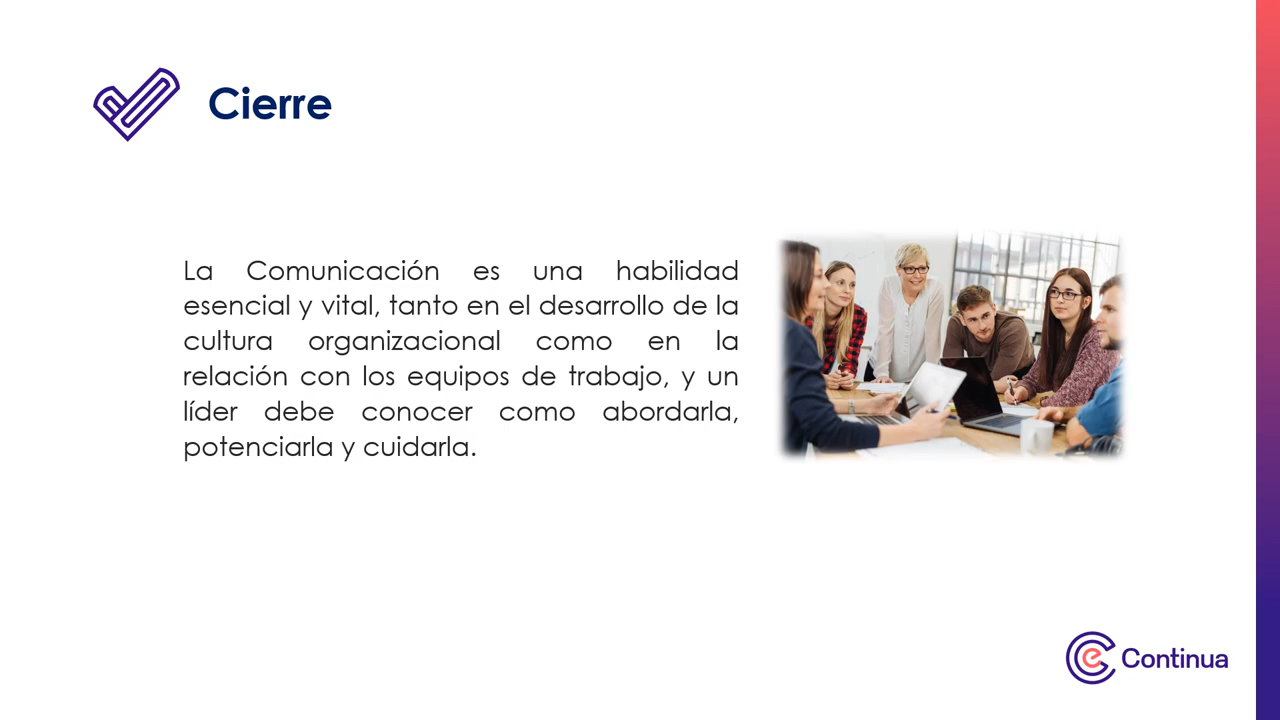 Cierre
La Comunicación es una habilidad
esencial y vital, tanto en el desarrollo de la
cultura organizacional como en la
relación con los equipos de trabajo, y un
líder debe conocer como abordarla,
potenciarla y cuidarla.
Continua